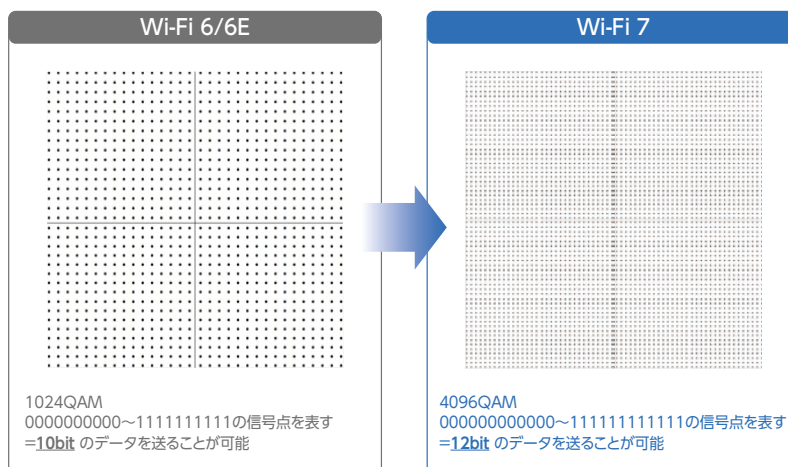 Wi-Fi 6/6E
1024QAM
0000000000～1111111111の信号点を表す
=10bit のデータを送ることが可能
Wi-Fi 7
4096QAM
000000000000～111111111111の信号点を表す
=12bit のデータを送ることが可能